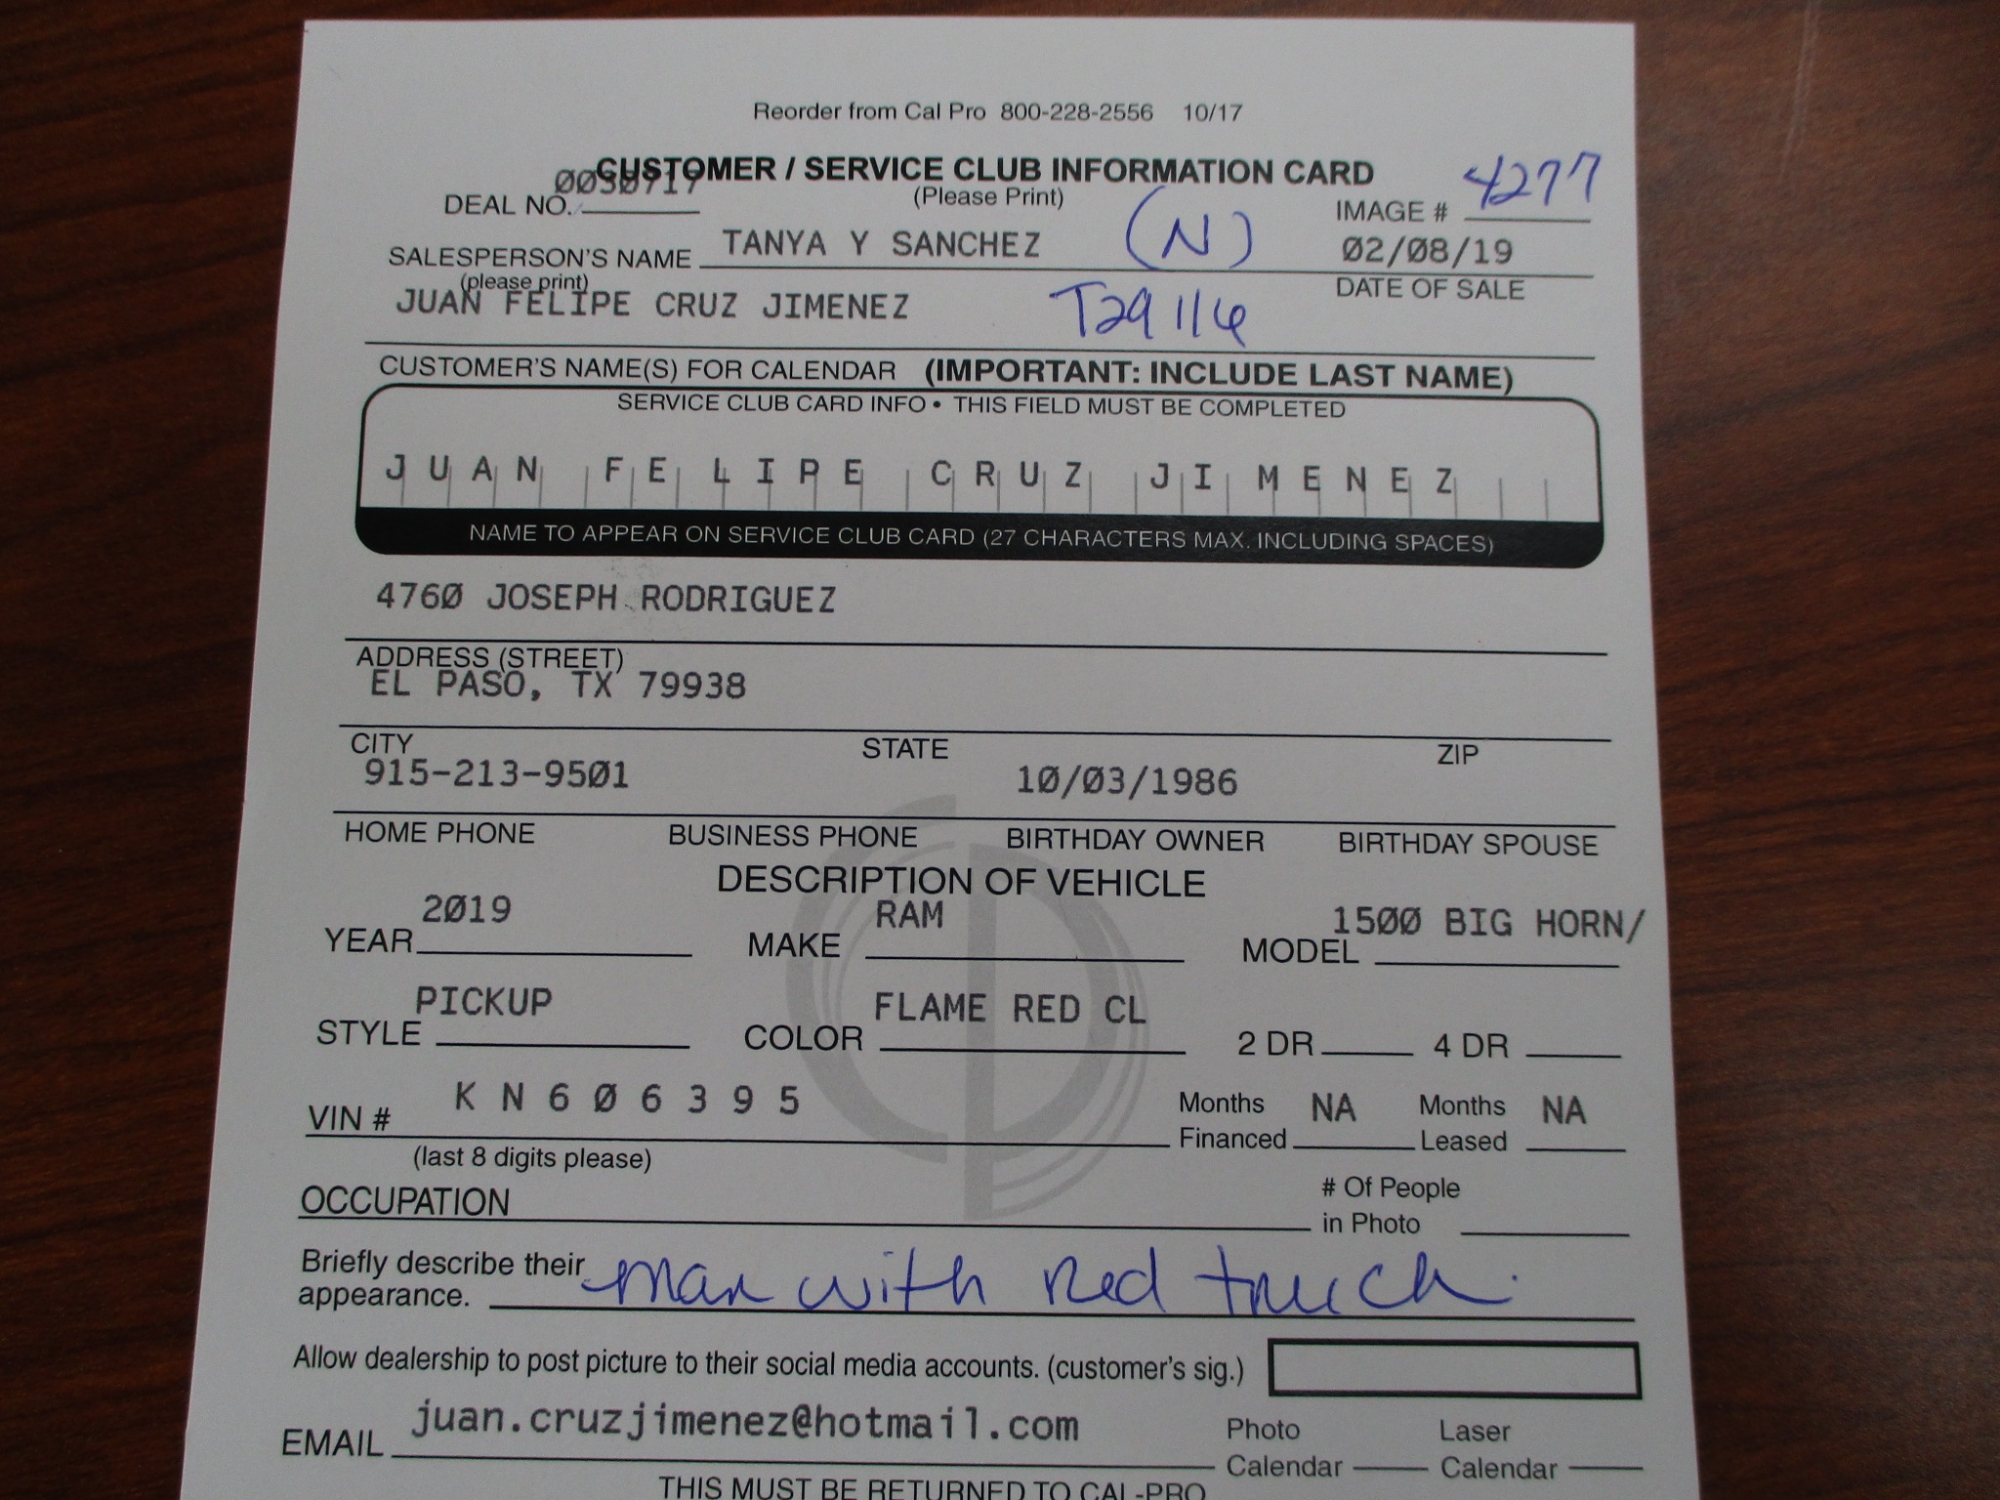 Reorder from Cal Pro 800-228-2556 10/17
CUSTOMER / SERVICE CLUB INFORMATION CARD
(Please Print)
DEAL NO. 0030717
IMAGE # 4277
SALESPERSON'S NAME TANYA Y SANCHEZ (N) 02/08/19
(please print) DATE OF SALE
JUAN FELIPE CRUZ JIMENEZ T29116
CUSTOMER'S NAME(S) FOR CALENDAR (IMPORTANT: INCLUDE LAST NAME)
SERVICE CLUB CARD INFO • THIS FIELD MUST BE COMPLETED
JUAN FELIPE CRUZ JIMENEZ
NAME TO APPEAR ON SERVICE CLUB CARD (27 CHARACTERS MAX. INCLUDING SPACES)
4760 JOSEPH RODRIGUEZ
ADDRESS (STREET)
EL PASO, TX 79938
CITY STATE ZIP
915-213-9501 10/03/1986
HOME PHONE BUSINESS PHONE BIRTHDAY OWNER BIRTHDAY SPOUSE
DESCRIPTION OF VEHICLE
YEAR 2019 MAKE RAM MODEL 1500 BIG HORN/
STYLE PICKUP COLOR FLAME RED CL 2 DR 4 DR
VIN # K N 6 0 6 3 9 5 Months Financed NA Months Leased NA
(last 8 digits please)
OCCUPATION # Of People in Photo
Briefly describe their appearance. man with red truck.
Allow dealership to post picture to their social media accounts. (customer's sig.)
EMAIL juan.cruzjimenez@hotmail.com Photo Calendar Laser Calendar
THIS MUST BE RETURNED TO CAL-PRO